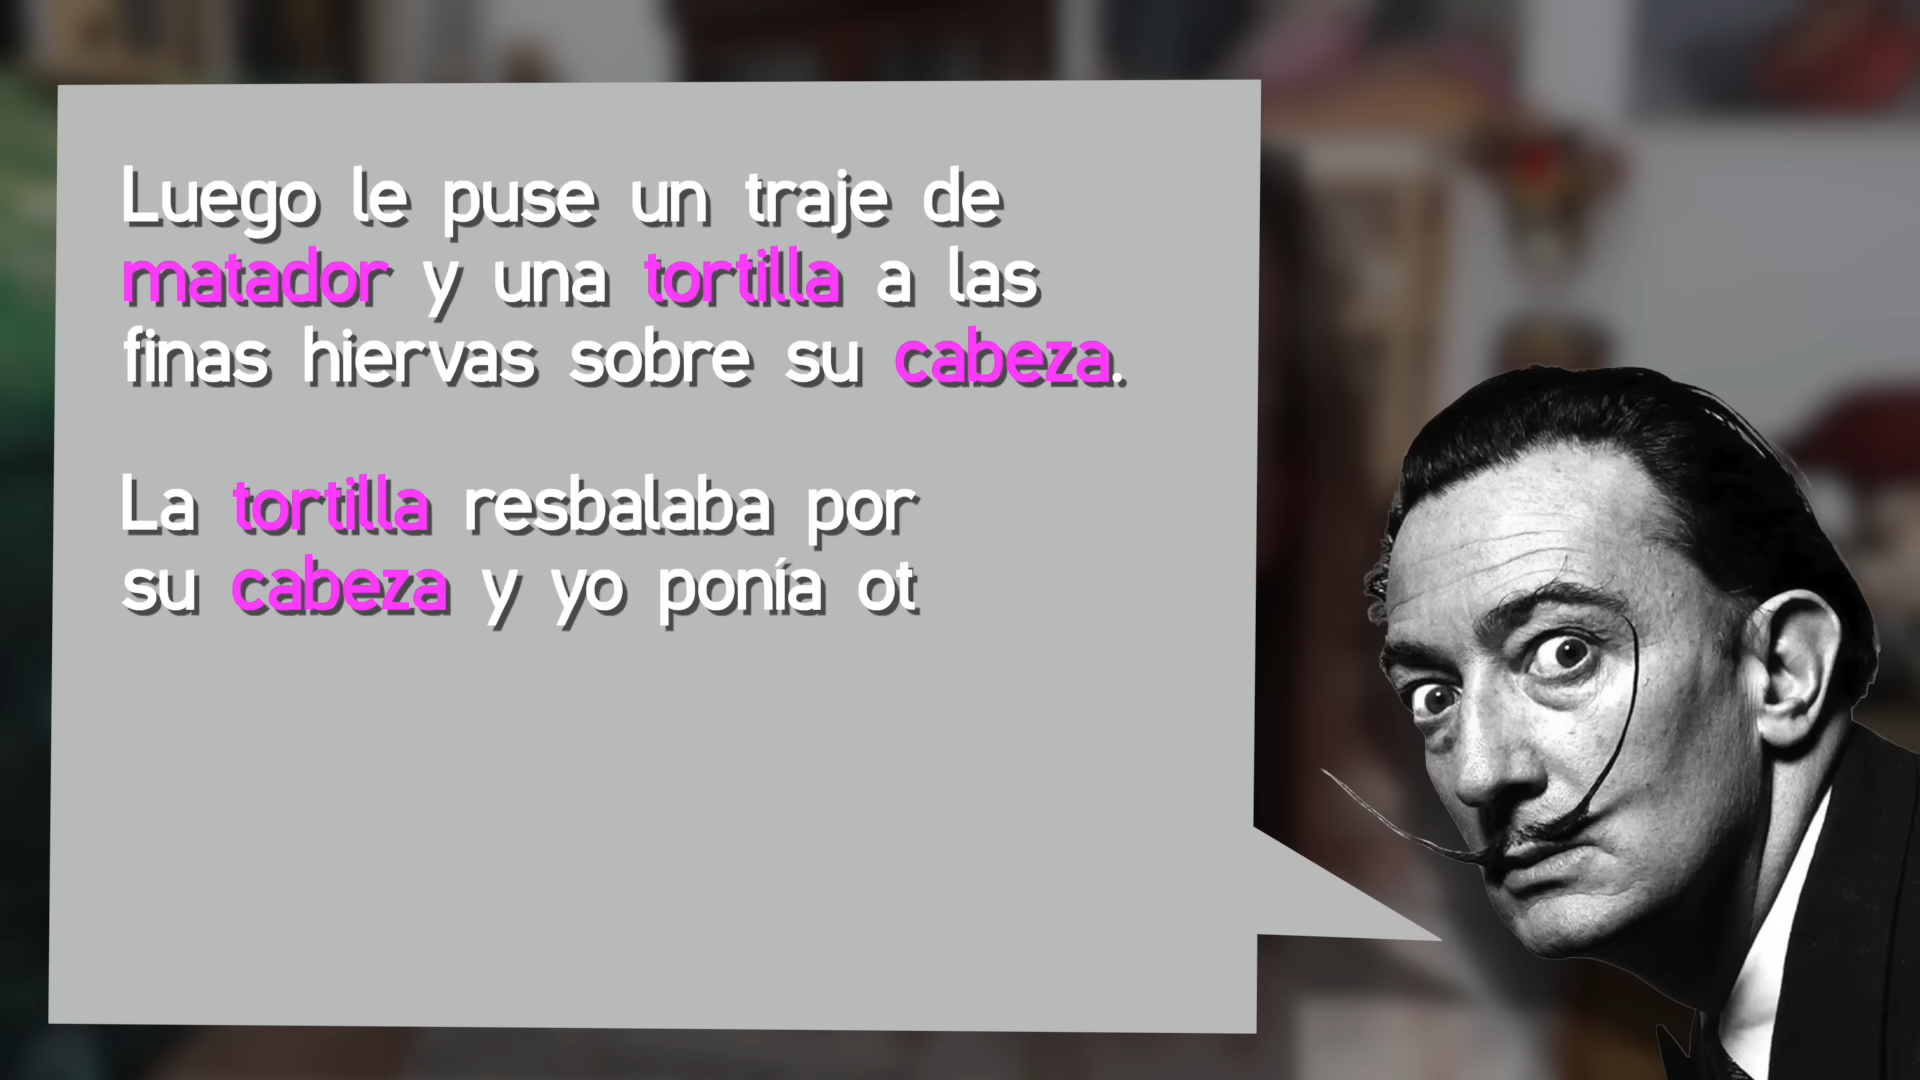 Luego le puse un traje de
matador y una tortilla a las
finas hiervas sobre su cabeza.
La tortilla resbalaba por
su cabeza y yo ponía ot